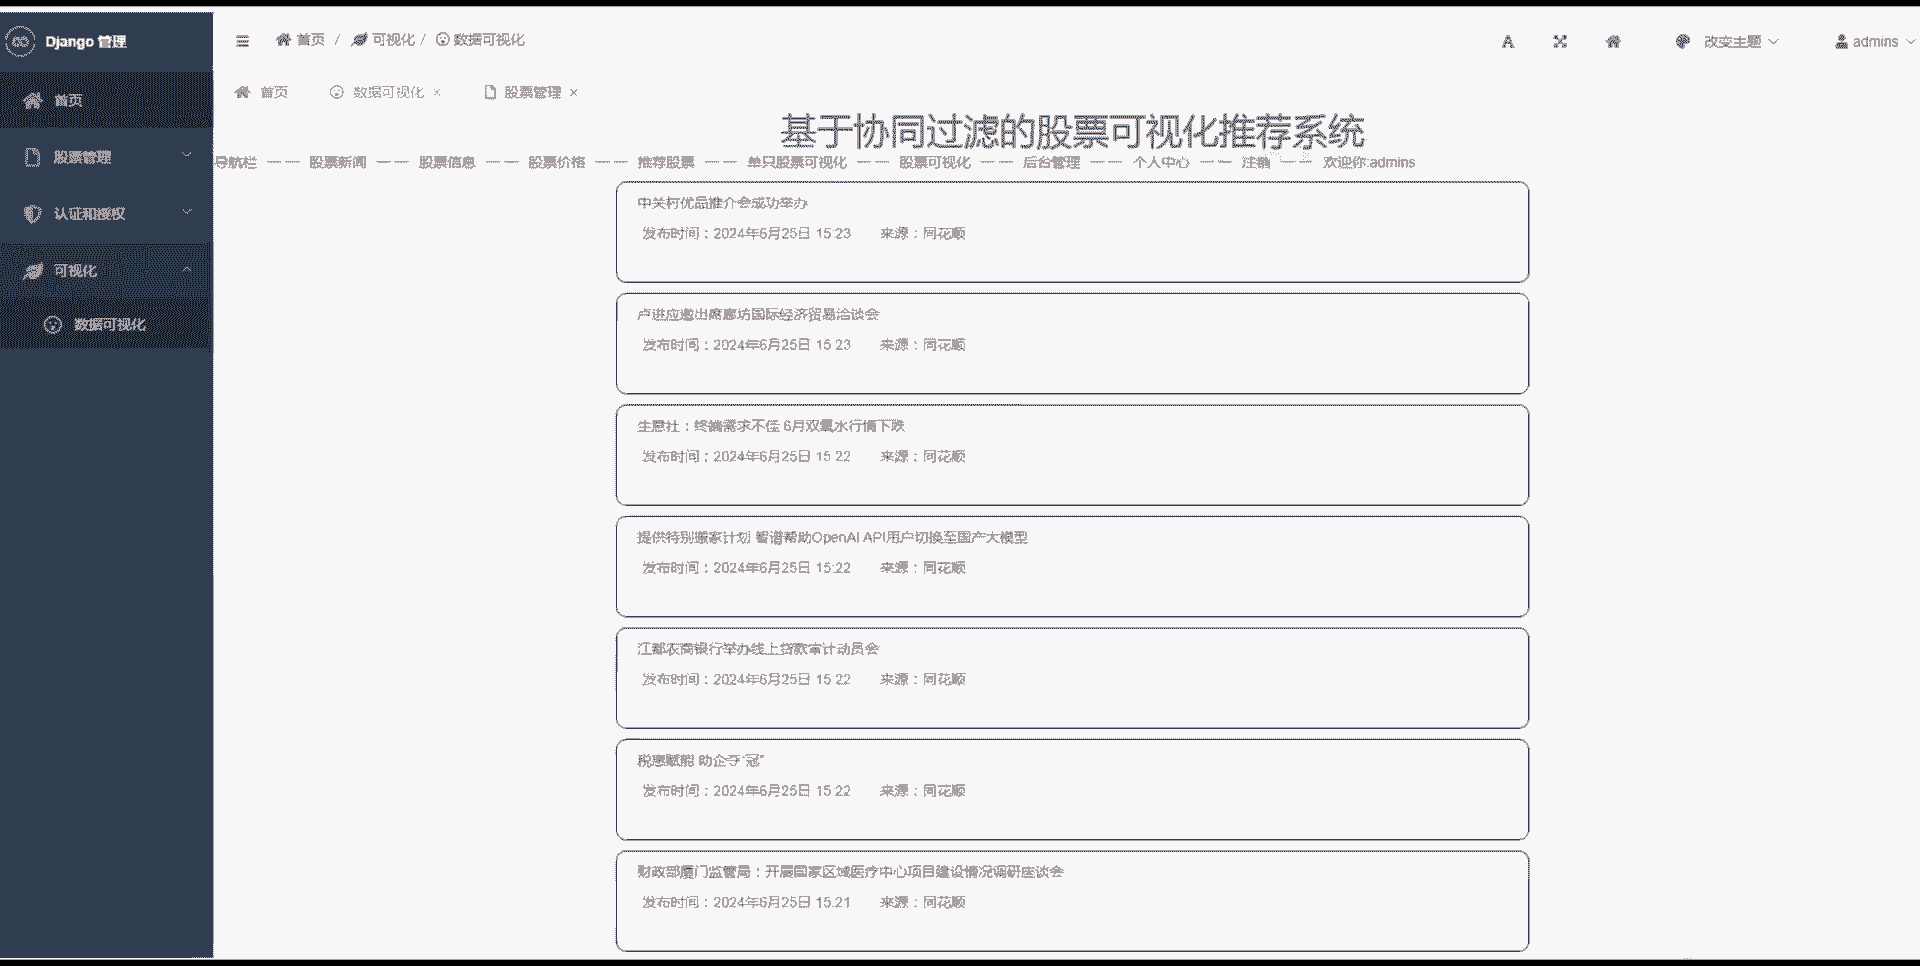 Django 管理
首页 / 可视化 / 数据可视化
A
改变主题
admins
首页
股票管理
认证和授权
可视化
数据可视化
首页 数据可视化 × 股票管理 ×
基于协同过滤的股票可视化推荐系统
导航栏 —— 股票新闻 —— 股票信息 —— 股票价格 —— 推荐股票 —— 单只股票可视化 —— 股票可视化 —— 后台管理 —— 个人中心 —— 注销 —— 欢迎你:admins
中关村优品推介会成功举办
发布时间：2024年6月25日 15:23 来源：同花顺
卢进应邀出席廊坊国际经济贸易洽谈会
发布时间：2024年6月25日 15:23 来源：同花顺
生意社：终端需求不佳 6月双氧水行情下跌
发布时间：2024年6月25日 15:22 来源：同花顺
提供特别搬家计划 智谱帮助OpenAI API用户切换至国产大模型
发布时间：2024年6月25日 15:22 来源：同花顺
江都农商银行举办线上贷款审计动员会
发布时间：2024年6月25日 15:22 来源：同花顺
税惠赋能 助企夺“冠”
发布时间：2024年6月25日 15:22 来源：同花顺
财政部厦门监管局：开展国家区域医疗中心项目建设情况调研座谈会
发布时间：2024年6月25日 15:21 来源：同花顺